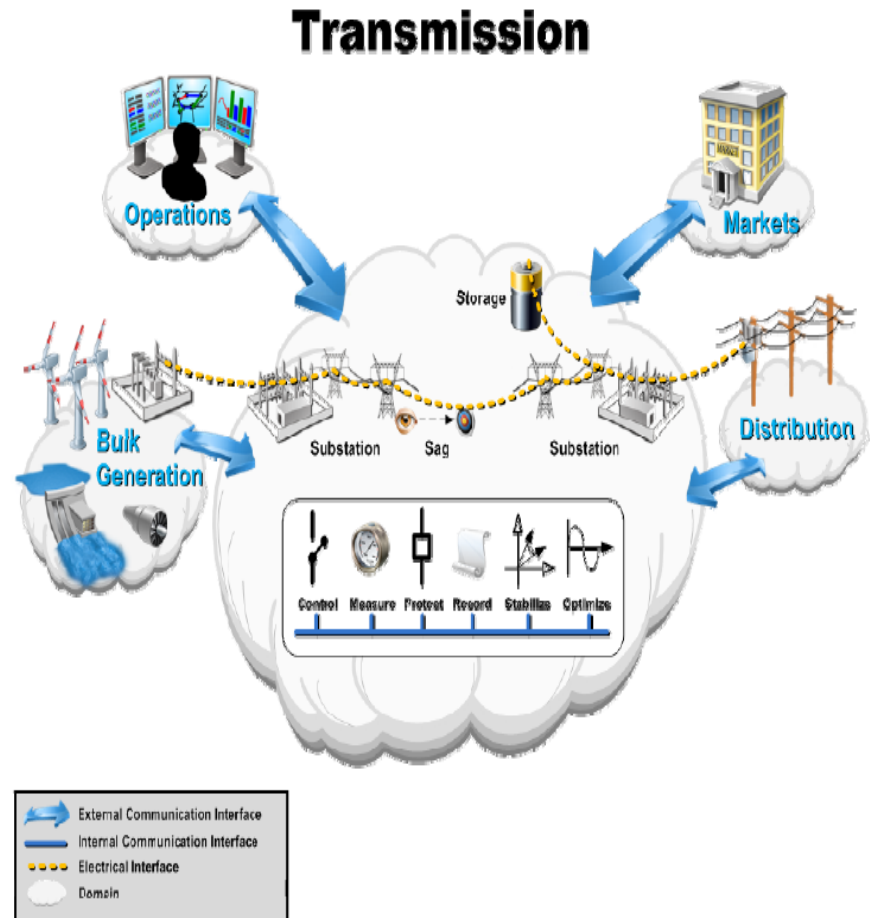 Transmission
Operations
Markets
Storage
Bulk
Generation
Substation
Sag
Substation
Distribution
Control Measure Protect Record Stabilize Optimize
External Communication Interface
Internal Communication Interface
Electrical Interface
Domain